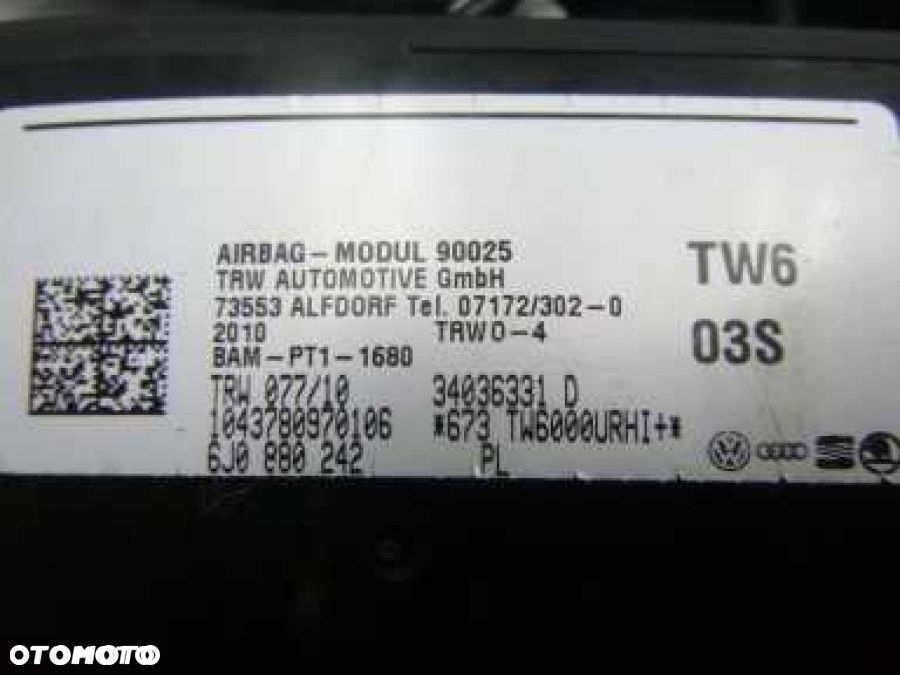 AIRBAG-MODUL 90025
TRW AUTOMOTIVE GmbH
73553 ALFDORF Tel. 07172/302-0
2010 TRWO-4
BAM-PT1-1680
TRW 077/10 34036331 D
1043780970106 *673 TW6000URHI+*
6J0 880 242 PL
TW6
03S
OTOMOTO